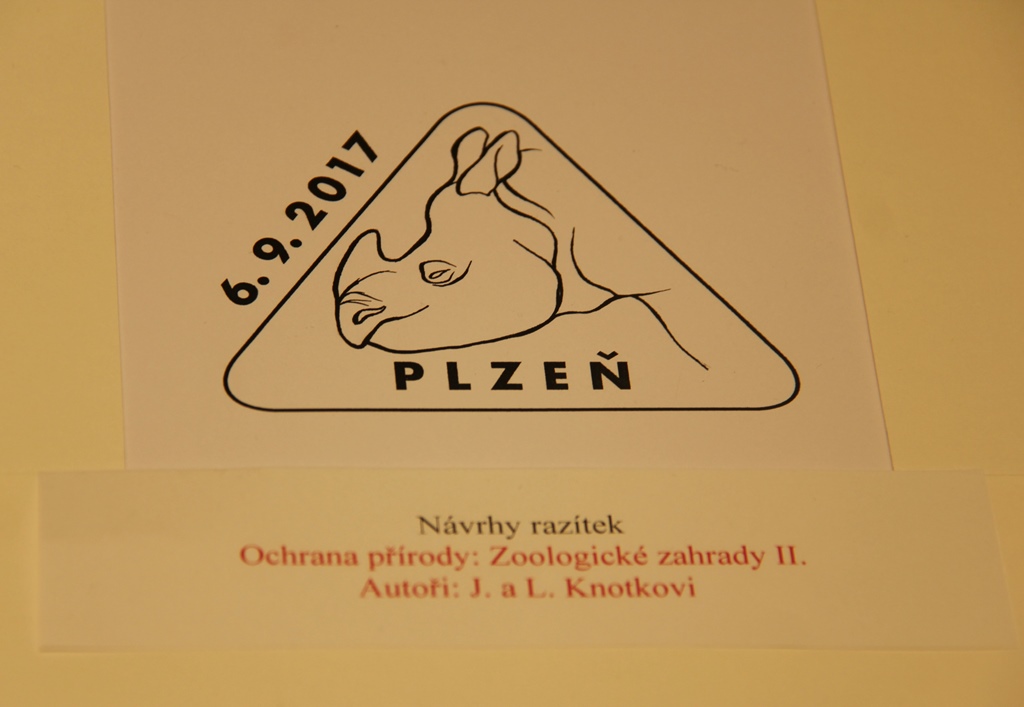 6.9.2017
PLZEŇ
Návrhy razítek
Ochrana přírody: Zoologické zahrady II.
Autoři: J. a L. Knotkovi